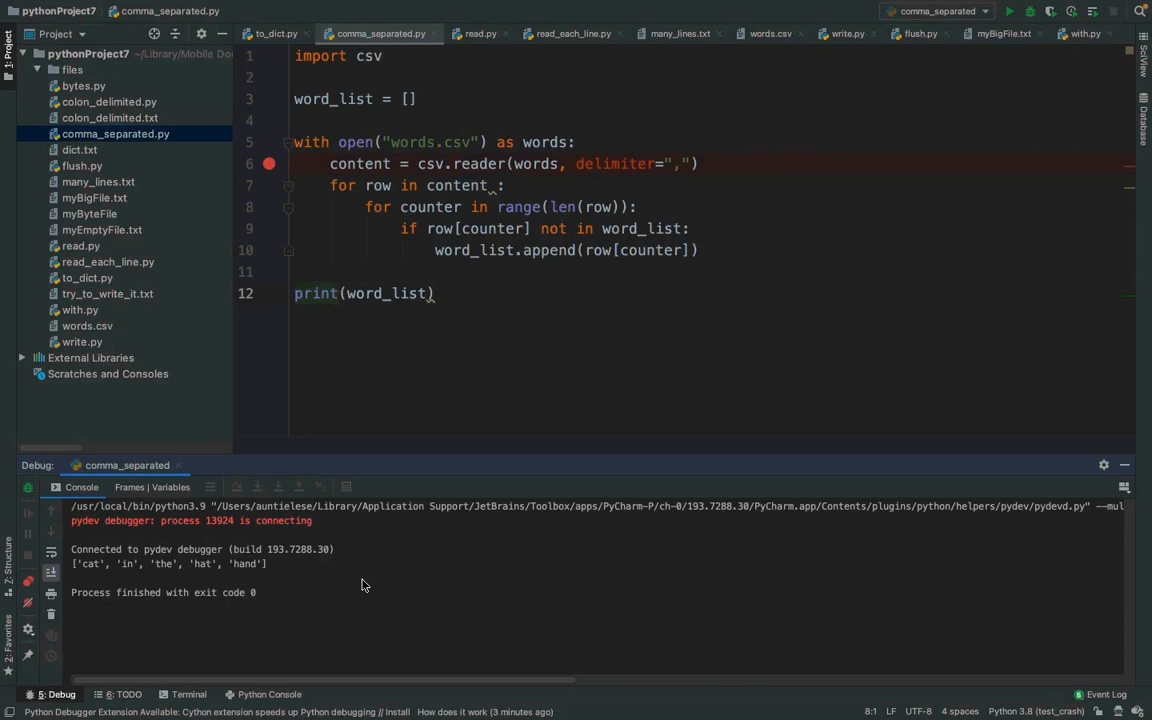 pythonProject7 comma_separated.py
comma_separated
1: Project
Project
to_dict.py
comma_separated.py
read.py
read_each_line.py
many_lines.txt
words.csv
write.py
flush.py
myBigFile.txt
with.py
pythonProject7 ~/Library/Mobile Do
files
bytes.py
colon_delimited.py
colon_delimited.txt
comma_separated.py
dict.txt
flush.py
many_lines.txt
myBigFile.txt
myByteFile
myEmptyFile.txt
read.py
read_each_line.py
to_dict.py
try_to_write_it.txt
with.py
words.csv
write.py
External Libraries
Scratches and Consoles
1 import csv
2
3 word_list = []
4
5 with open("words.csv") as words:
6 content = csv.reader(words, delimiter=",")
7 for row in content :
8 for counter in range(len(row)):
9 if row[counter] not in word_list:
10 word_list.append(row[counter])
11
12 print(word_list)
SciView
Database
Debug: comma_separated
Console Frames | Variables
/usr/local/bin/python3.9 "/Users/auntielese/Library/Application Support/JetBrains/Toolbox/apps/PyCharm-P/ch-0/193.7288.30/PyCharm.app/Contents/plugins/python/helpers/pydev/pydevd.py" --mul
pydev debugger: process 13924 is connecting
Connected to pydev debugger (build 193.7288.30)
['cat', 'in', 'the', 'hat', 'hand']
Process finished with exit code 0
Z: Structure
2: Favorites
5: Debug 6: TODO Terminal Python Console
5 Event Log
Python Debugger Extension Available: Cython extension speeds up Python debugging // Install How does it work (3 minutes ago)
8:1 LF UTF-8 4 spaces Python 3.8 (test_crash)